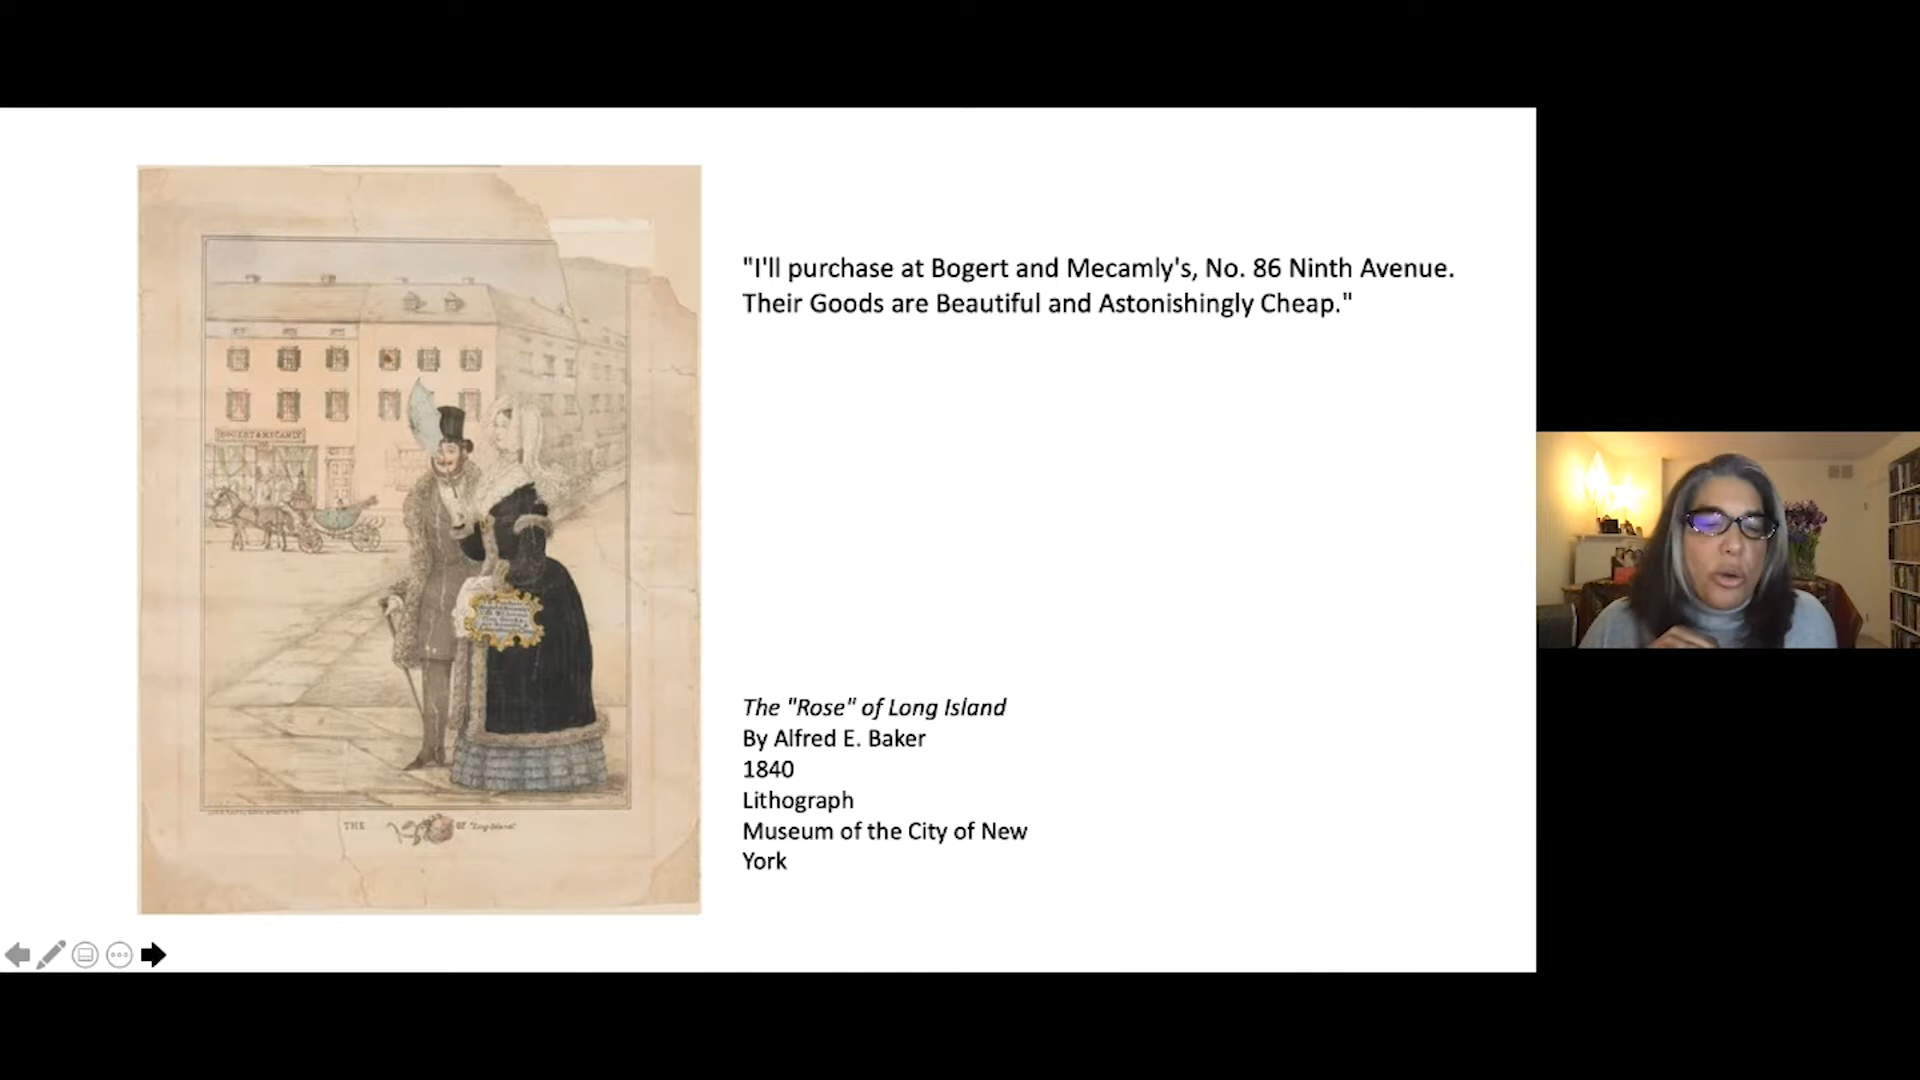 "I'll purchase at Bogert and Mecamly's, No. 86 Ninth Avenue.
Their Goods are Beautiful and Astonishingly Cheap."
BOGERT & MECAMLY
The "Rose" of Long Island
By Alfred E. Baker
1840
Lithograph
Museum of the City of New
York
THE OF "Long Island"